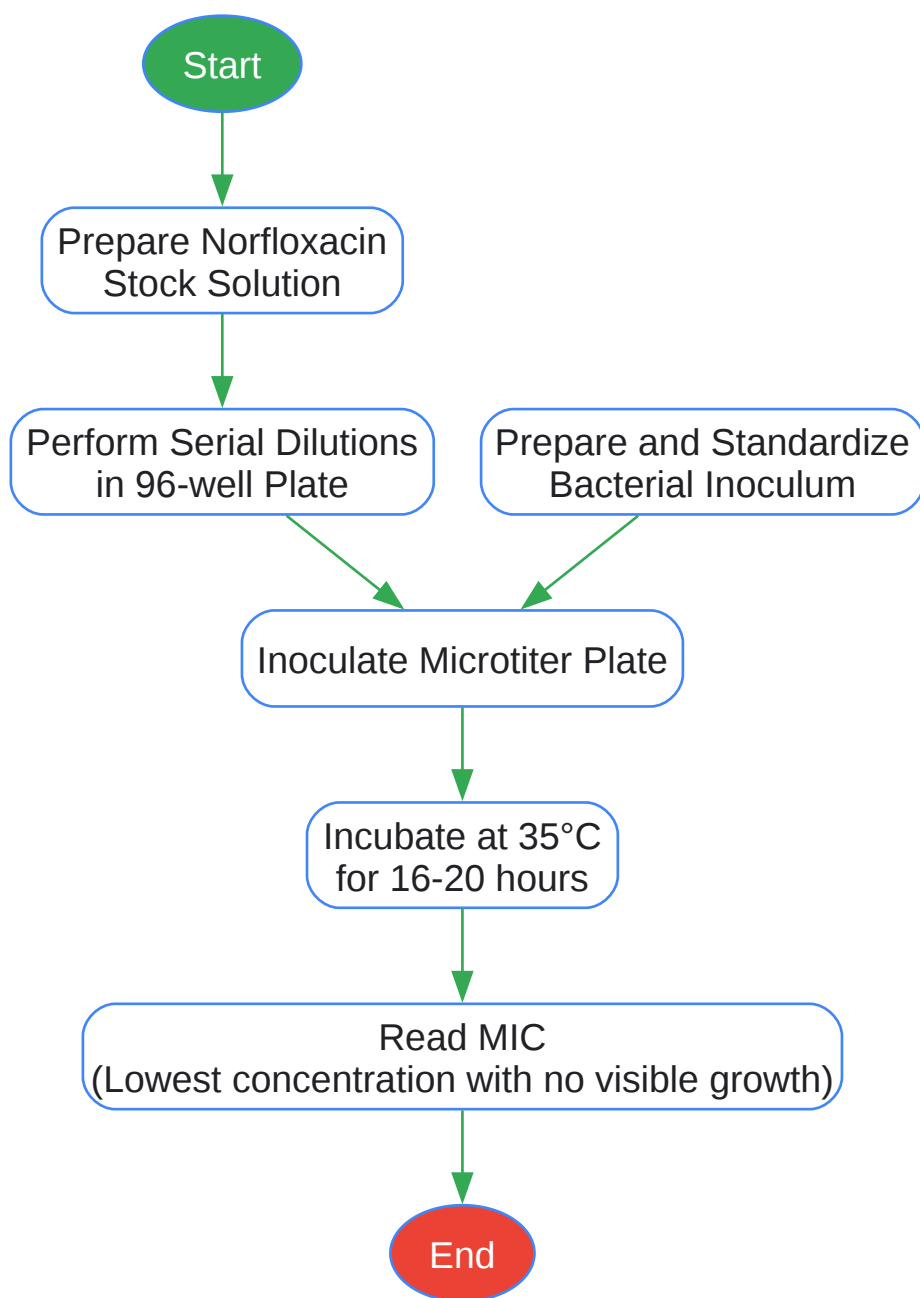 Start
Prepare Norfloxacin
Stock Solution
Perform Serial Dilutions
in 96-well Plate
Prepare and Standardize
Bacterial Inoculum
Inoculate Microtiter Plate
Incubate at 35°C
for 16-20 hours
Read MIC
(Lowest concentration with no visible growth)
End